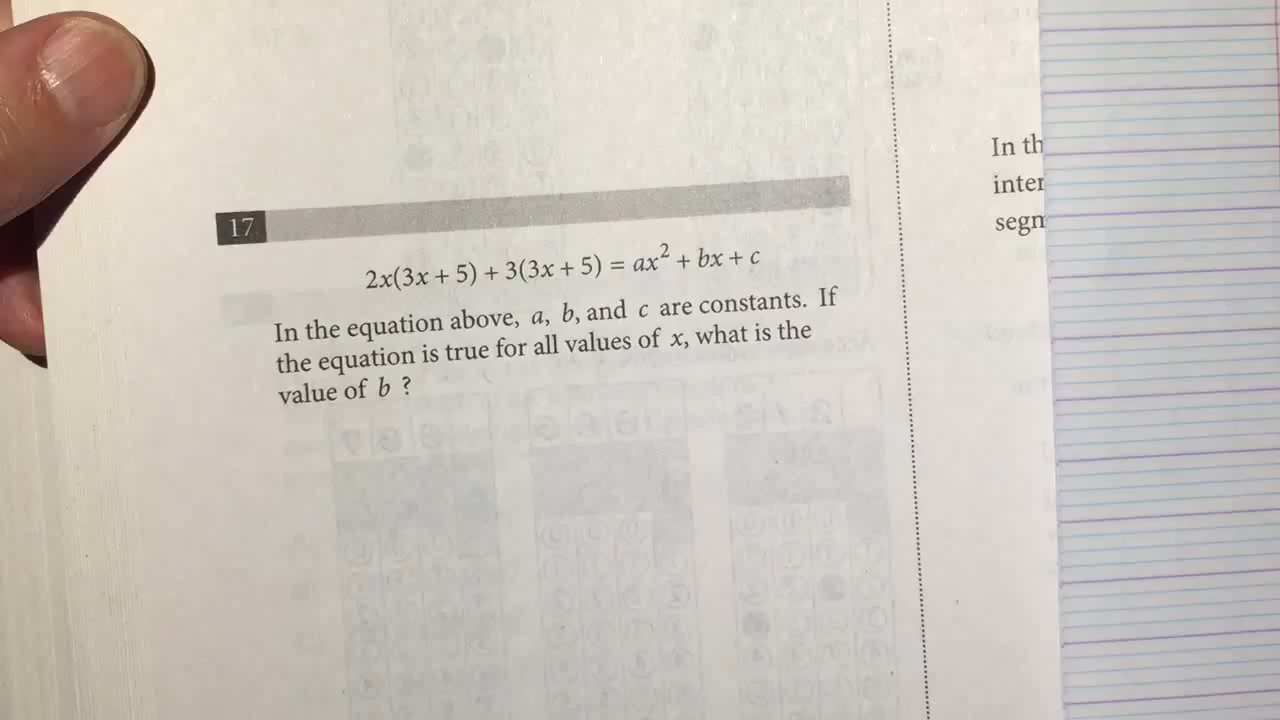 17
2x(3x + 5) + 3(3x + 5) = ax² + bx + c
In the equation above, a, b, and c are constants. If
the equation is true for all values of x, what is the
value of b ?
In th
inter
segm